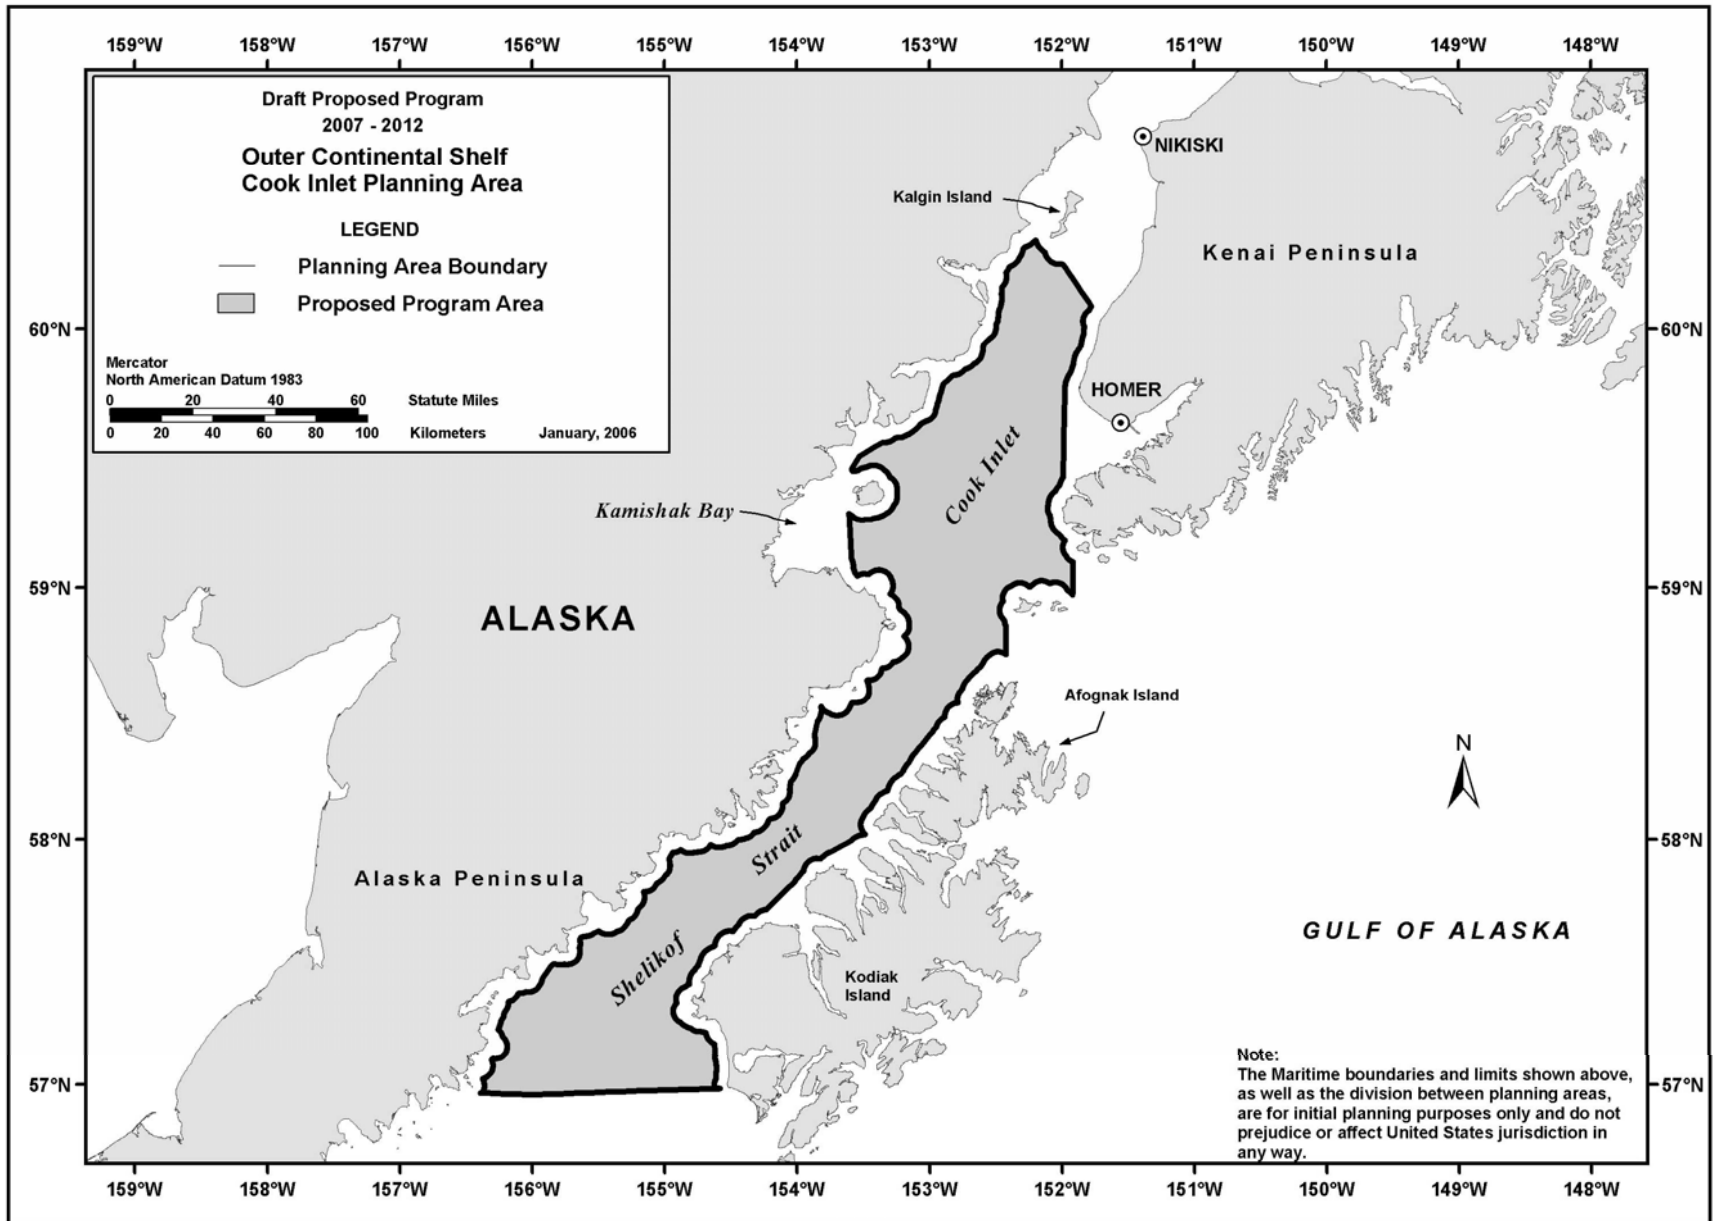 159°W 158°W 157°W 156°W 155°W 154°W 153°W 152°W 151°W 150°W 149°W 148°W
Draft Proposed Program
2007 - 2012
Outer Continental Shelf
Cook Inlet Planning Area
LEGEND
Planning Area Boundary
Proposed Program Area
Mercator
North American Datum 1983
0 20 40 60 Statute Miles
0 20 40 60 80 100 Kilometers January, 2006
NIKISKI
Kalgin Island
Kenai Peninsula
60°N 60°N
HOMER
Cook Inlet
Kamishak Bay
59°N 59°N
ALASKA
Afognak Island
N
58°N 58°N
Strait
Alaska Peninsula
GULF OF ALASKA
Shelikof
Kodiak
Island
57°N 57°N
Note:
The Maritime boundaries and limits shown above,
as well as the division between planning areas,
are for initial planning purposes only and do not
prejudice or affect United States jurisdiction in
any way.
159°W 158°W 157°W 156°W 155°W 154°W 153°W 152°W 151°W 150°W 149°W 148°W